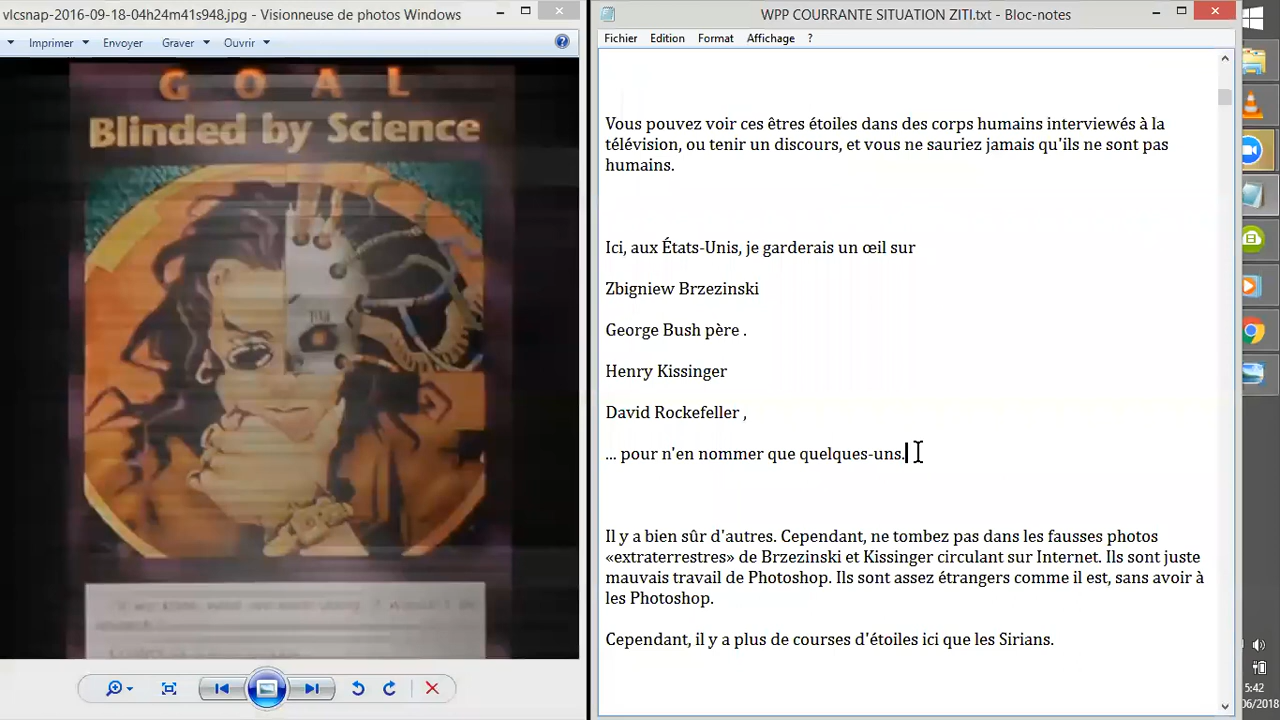 vlcsnap-2016-09-18-04h24m41s948.jpg - Visionneuse de photos Windows
Imprimer Envoyer Graver Ouvrir
GOAL
Blinded by Science
WPP COURRANTE SITUATION ZITI.txt - Bloc-notes
Fichier Edition Format Affichage ?
Vous pouvez voir ces êtres étoiles dans des corps humains interviewés à la
télévision, ou tenir un discours, et vous ne sauriez jamais qu'ils ne sont pas
humains.
Ici, aux États-Unis, je garderais un œil sur
Zbigniew Brzezinski
George Bush père .
Henry Kissinger
David Rockefeller ,
... pour n'en nommer que quelques-uns.
Il y a bien sûr d'autres. Cependant, ne tombez pas dans les fausses photos
«extraterrestres» de Brzezinski et Kissinger circulant sur Internet. Ils sont juste
mauvais travail de Photoshop. Ils sont assez étrangers comme il est, sans avoir à
les Photoshop.
Cependant, il y a plus de courses d'étoiles ici que les Sirians.
5:42
06/2018